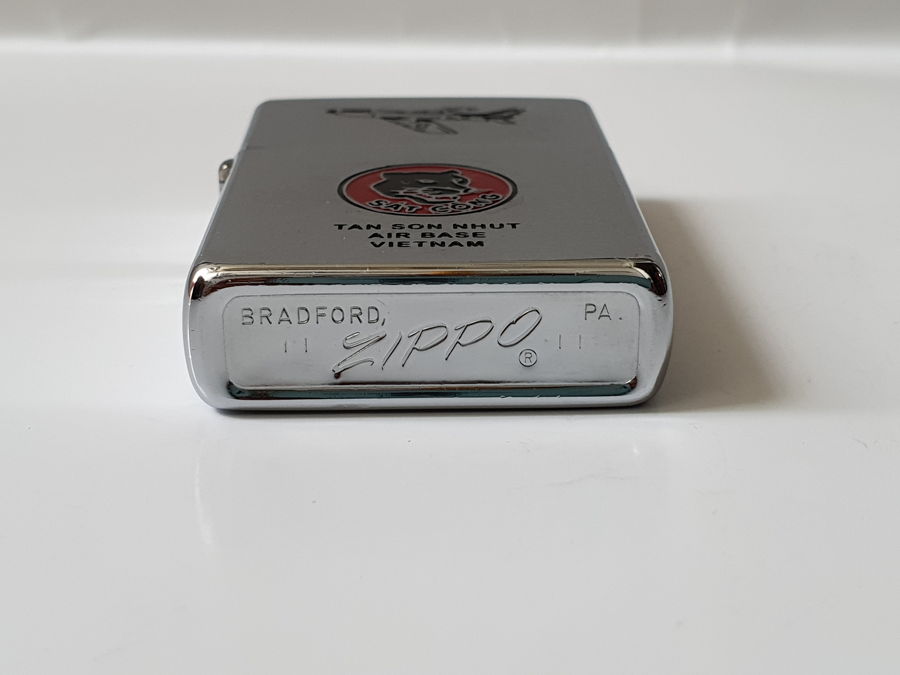 SAT CONG
TAN SON NHUT
AIR BASE
VIETNAM
BRADFORD, PA.
|| ZIPPO ® ||